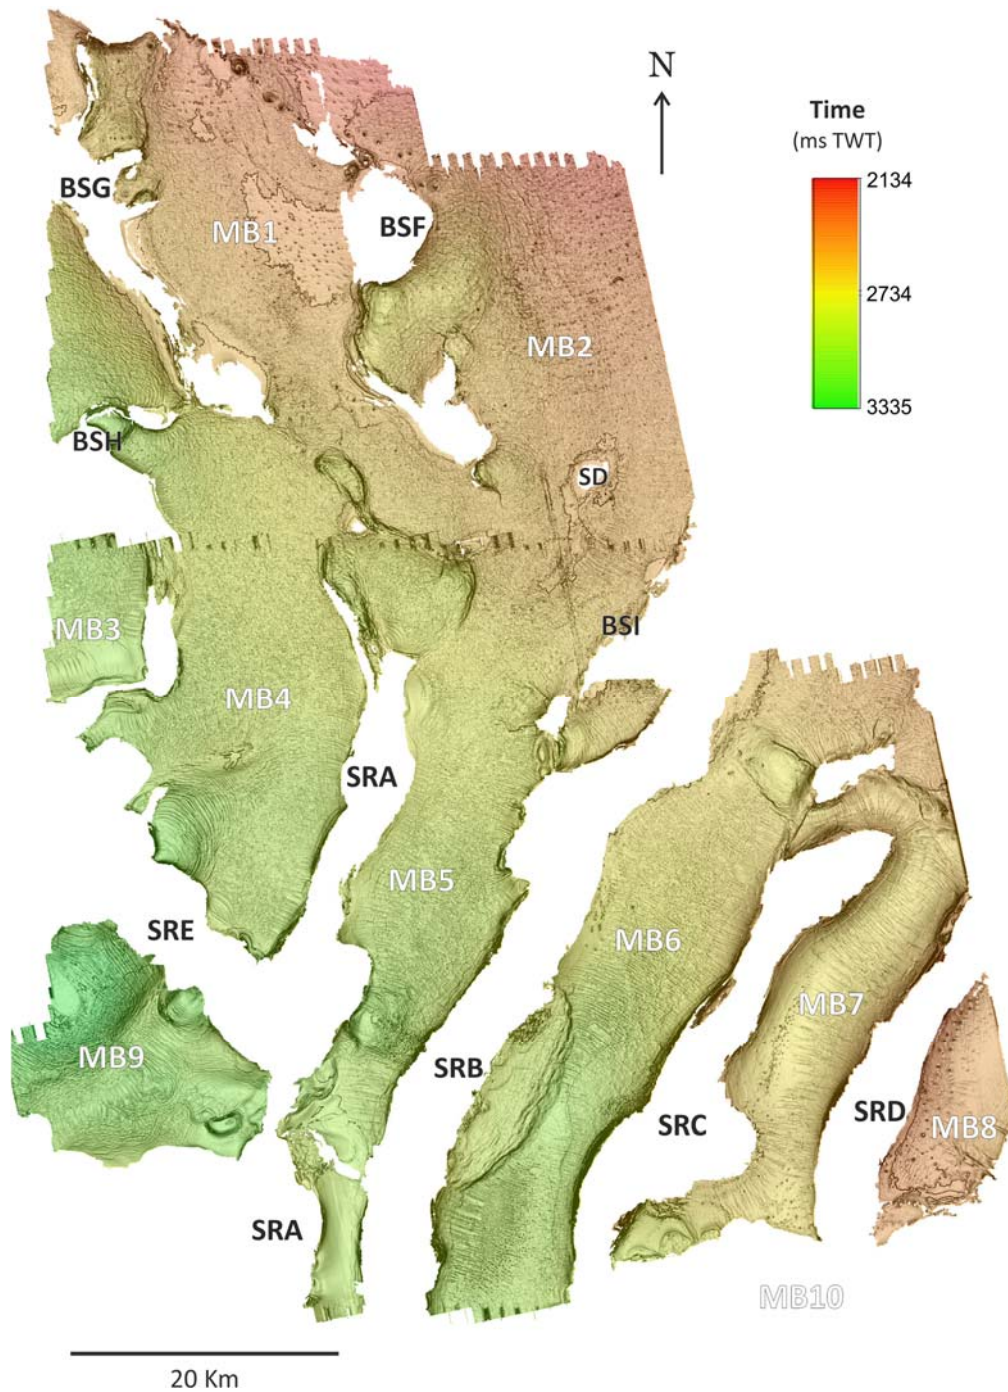 N
Time
(ms TWT)
2134
2734
3335
BSG
MB1
BSF
MB2
BSH
SD
MB3
BSI
MB4
SRA
MB5
SRE
MB6
MB7
MB9
SRB
SRC
SRD
MB8
SRA
MB10
20 Km